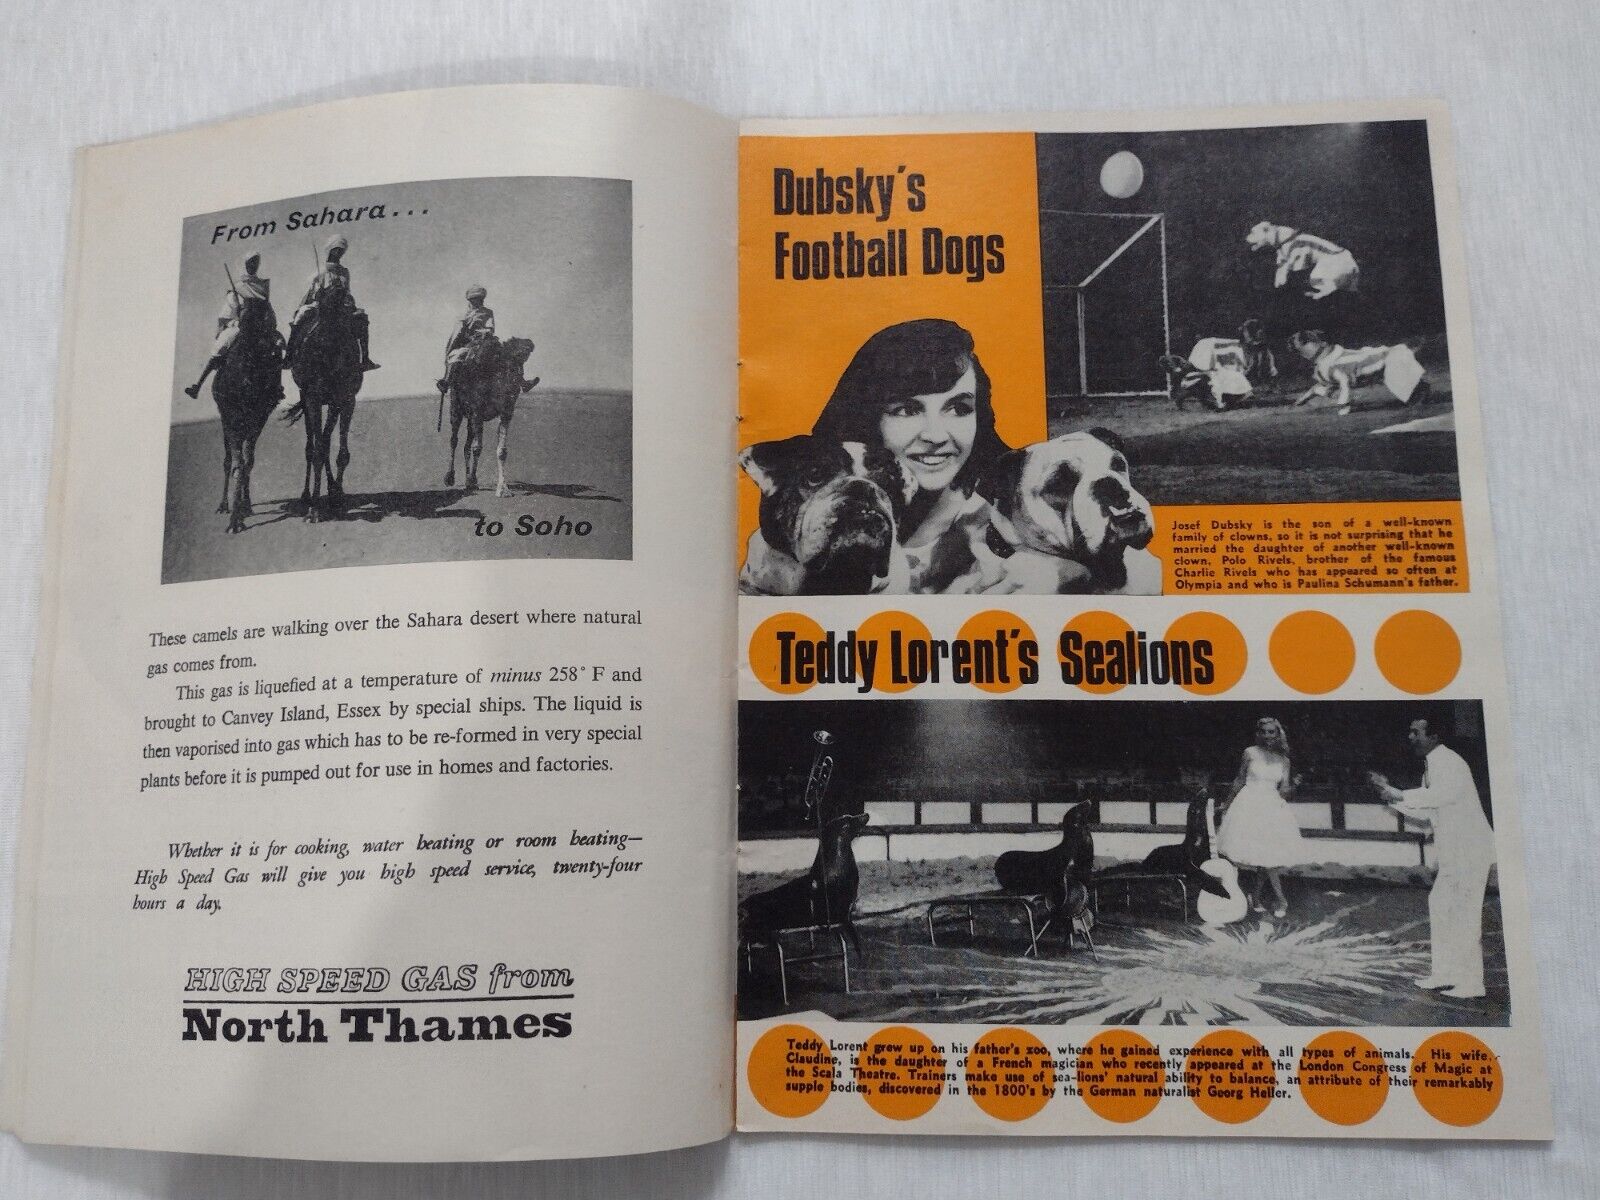 From Sahara...
to Soho
These camels are walking over the Sahara desert where natural
gas comes from.
This gas is liquefied at a temperature of minus 258° F and
brought to Canvey Island, Essex by special ships. The liquid is
then vaporised into gas which has to be re-formed in very special
plants before it is pumped out for use in homes and factories.
Whether it is for cooking, water heating or room heating—
High Speed Gas will give you high speed service, twenty-four
hours a day.
HIGH SPEED GAS from
North Thames
Dubsky's
Football Dogs
Josef Dubsky is the son of a well-known
family of clowns, so it is not surprising that he
married the daughter of another well-known
clown, Polo Rivels, brother of the famous
Charlie Rivels who has appeared so often at
Olympia and who is Paulina Schumann's father.
Teddy Lorent's Sealions
Teddy Lorent grew up on his father's zoo, where he gained experience with all types of animals. His wife,
Claudine, is the daughter of a French magician who recently appeared at the London Congress of Magic at
the Scala Theatre. Trainers make use of sea-lions' natural ability to balance, an attribute of their remarkably
supple bodies, discovered in the 1800's by the German naturalist Georg Heller.